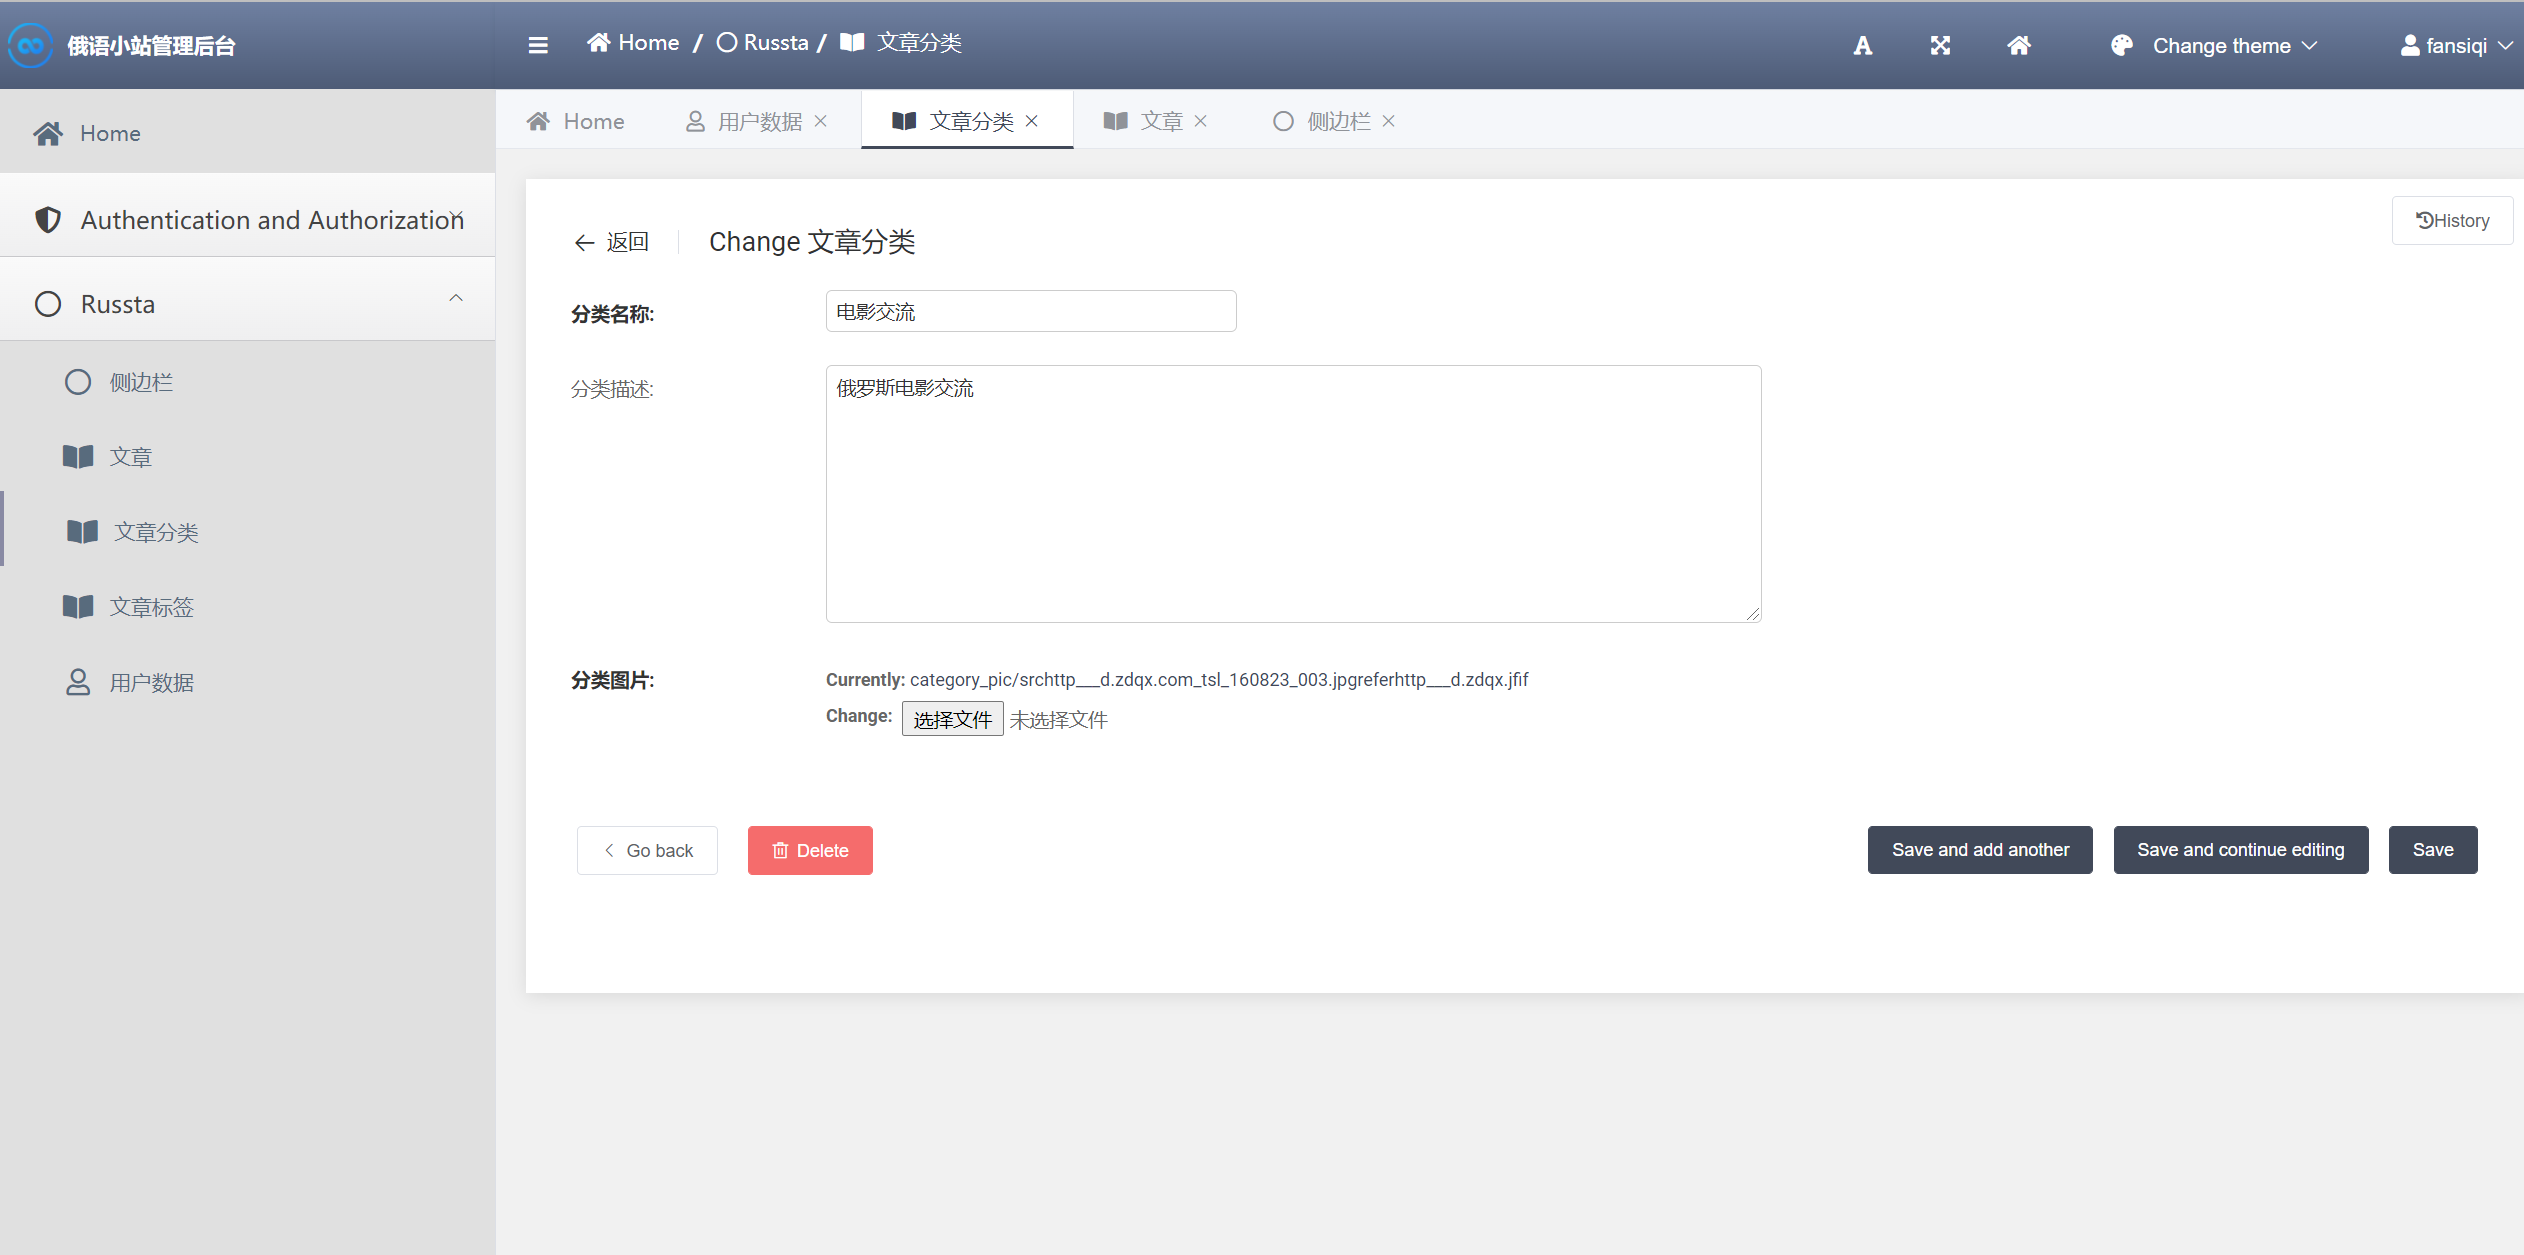 俄语小站管理后台
Home / Russta / 文章分类
A
Change theme
fansiqi
Home
用户数据
文章分类
文章
侧边栏
Home
Authentication and Authorization
Russta
侧边栏
文章
文章分类
文章标签
用户数据
返回
Change 文章分类
History
分类名称:
电影交流
分类描述:
俄罗斯电影交流
分类图片:
Currently: category_pic/srchttp___d.zdqx.com_tsl_160823_003.jpgreferhttp___d.zdqx.jfif
Change: 选择文件 未选择文件
Go back
Delete
Save and add another
Save and continue editing
Save